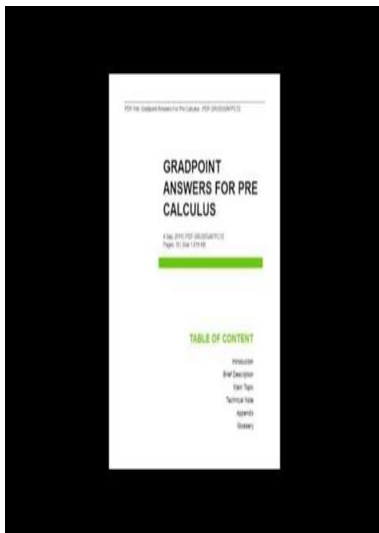 GRADPOINT
ANSWERS FOR PRE
CALCULUS
TABLE OF CONTENT
Introduction
Brief Description
Main Topic
Technical Note
Appendix
Glossary